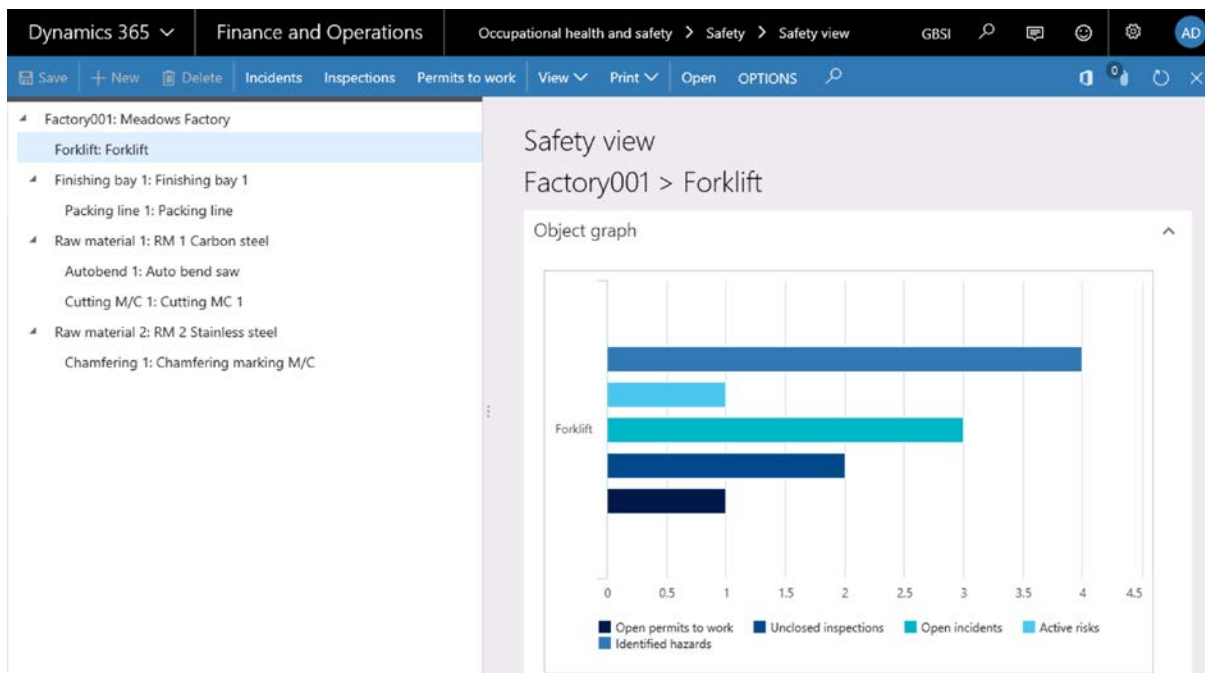 Dynamics 365 Finance and Operations Occupational health and safety > Safety > Safety view GBSI AD
Save + New Delete Incidents Inspections Permits to work View Print Open OPTIONS 0
Factory001: Meadows Factory
Forklift: Forklift
Finishing bay 1: Finishing bay 1
Packing line 1: Packing line
Raw material 1: RM 1 Carbon steel
Autobend 1: Auto bend saw
Cutting M/C 1: Cutting MC 1
Raw material 2: RM 2 Stainless steel
Chamfering 1: Chamfering marking M/C
Safety view
Factory001 > Forklift
Object graph
Forklift
0 0.5 1 1.5 2 2.5 3 3.5 4 4.5
Open permits to work Unclosed inspections Open incidents Active risks
Identified hazards